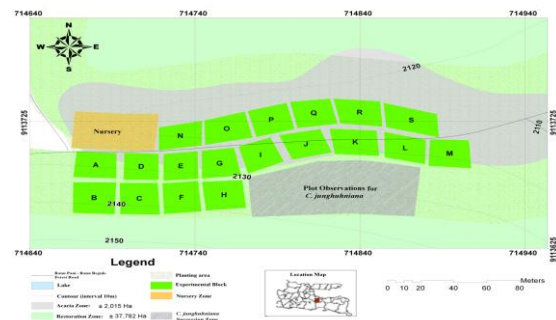 714640 714740 714840 714940
N
W E
S
2120
9113725 9113725
2110
Nursery
N O P Q R S
A D E G I J K L M
2130
B C F H
Plot Observations for
C. junghuhniana
2140
2150
9113625
714640 714740 714840 714940
Legend
Forest Road
Lake
Contour (interval 10m)
Acacia Zone: ± 2,015 Ha
Restoration Zone: ± 37,782 Ha
Planting area
Experimental Block
Nursery Zone
C. junghuhniana
Location Map
Meters
0 20 40 60 80